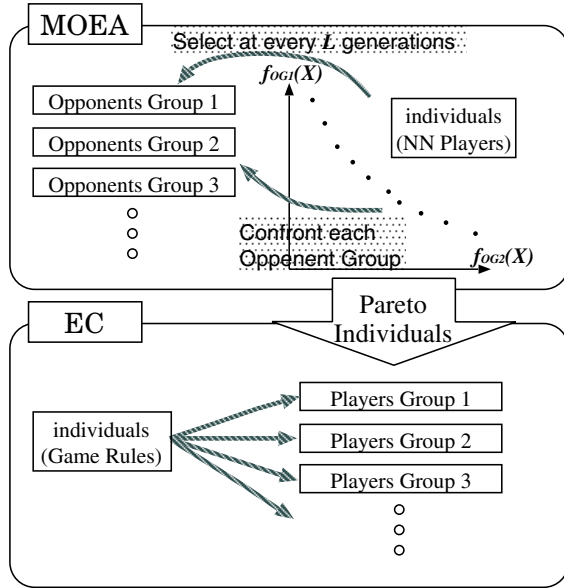 MOEA
Select at every L generations
fOG1(X)
Opponents Group 1
Opponents Group 2
Opponents Group 3
individuals
(NN Players)
Confront each
Oppenent Group
fOG2(X)
Pareto
Individuals
EC
individuals
(Game Rules)
Players Group 1
Players Group 2
Players Group 3